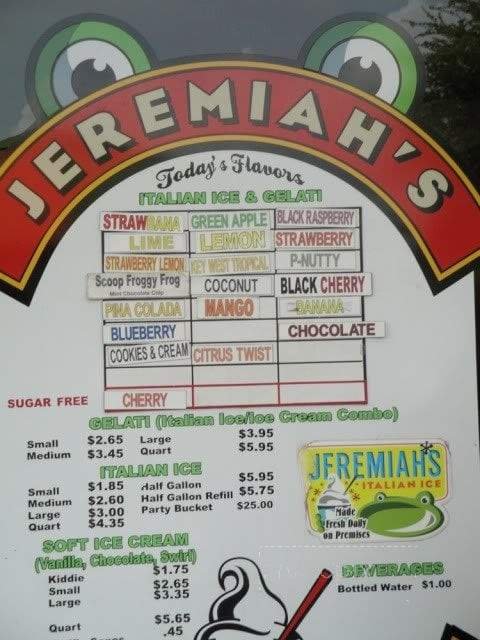 JEREMIAH'S
Today's Flavors
ITALIAN ICE & GELATI
STRAWBANA GREEN APPLE BLACK RASPBERRY
LIME LEMON STRAWBERRY
STRAWBERRY LEMON KEY WEST TROPICAL P-NUTTY
Scoop Froggy Frog COCONUT BLACK CHERRY
Mint Chocolate Chip
PINA COLADA MANGO BANANA
BLUEBERRY CHOCOLATE
COOKIES & CREAM CITRUS TWIST
SUGAR FREE CHERRY
GELATI (Italian Ice/Ice Cream Combo)
Small $2.65 Large $3.95
Medium $3.45 Quart $5.95
ITALIAN ICE
Small $1.85 Half Gallon $5.95
Medium $2.60 Half Gallon Refill $5.75
Large $3.00 Party Bucket $25.00
Quart $4.35
JEREMIAHS
ITALIAN ICE
Made
Fresh Daily
on Premises
SOFT ICE CREAM
(Vanilla, Chocolate, Swirl)
Kiddie $1.75
Small $2.65
Large $3.35
Quart $5.65
.45
BEVERAGES
Bottled Water $1.00